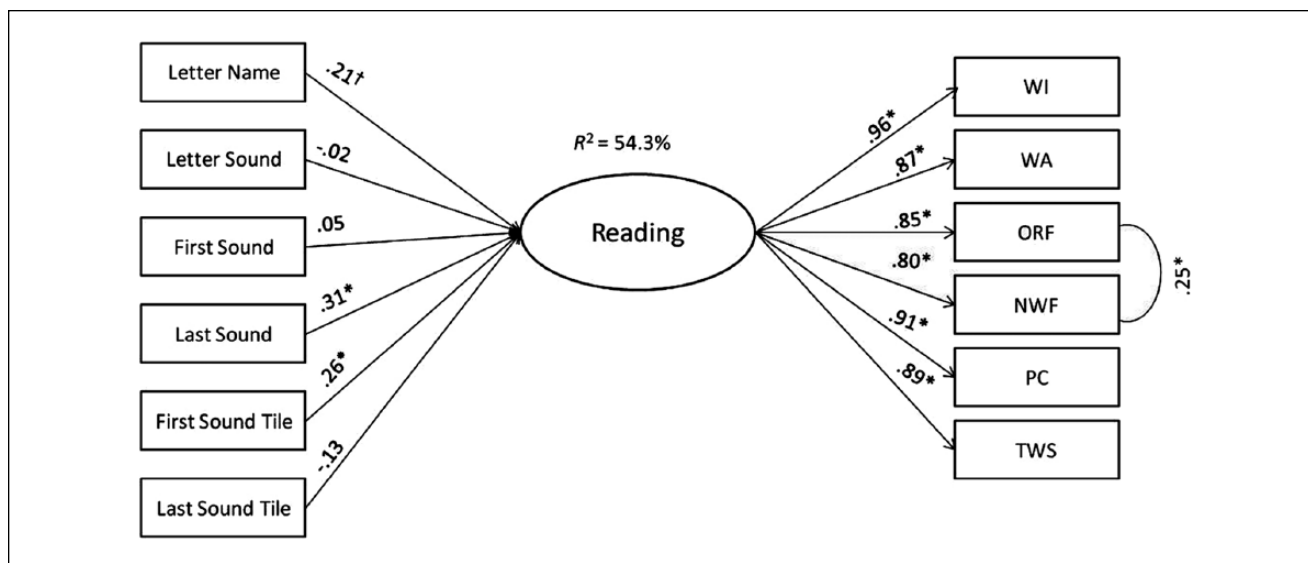 Letter Name
Letter Sound
First Sound
Last Sound
First Sound Tile
Last Sound Tile
.21†
-.02
.05
.31*
.26*
-.13
R² = 54.3%
Reading
.96*
.87*
.85*
.80*
.91*
.89*
WI
WA
ORF
NWF
PC
TWS
.25*